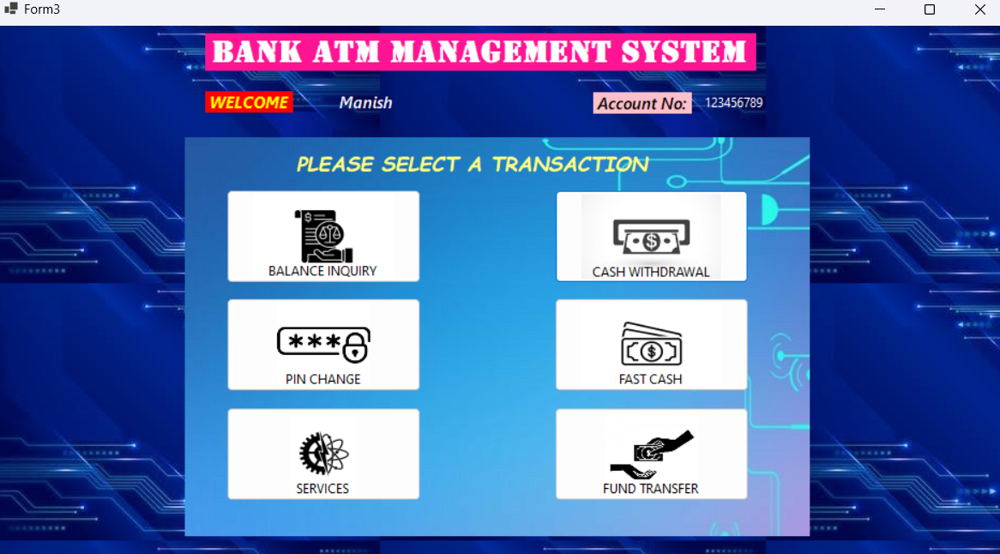 Form3
BANK ATM MANAGEMENT SYSTEM
WELCOME Manish Account No: 123456789
PLEASE SELECT A TRANSACTION
BALANCE INQUIRY CASH WITHDRAWAL
PIN CHANGE FAST CASH
SERVICES FUND TRANSFER